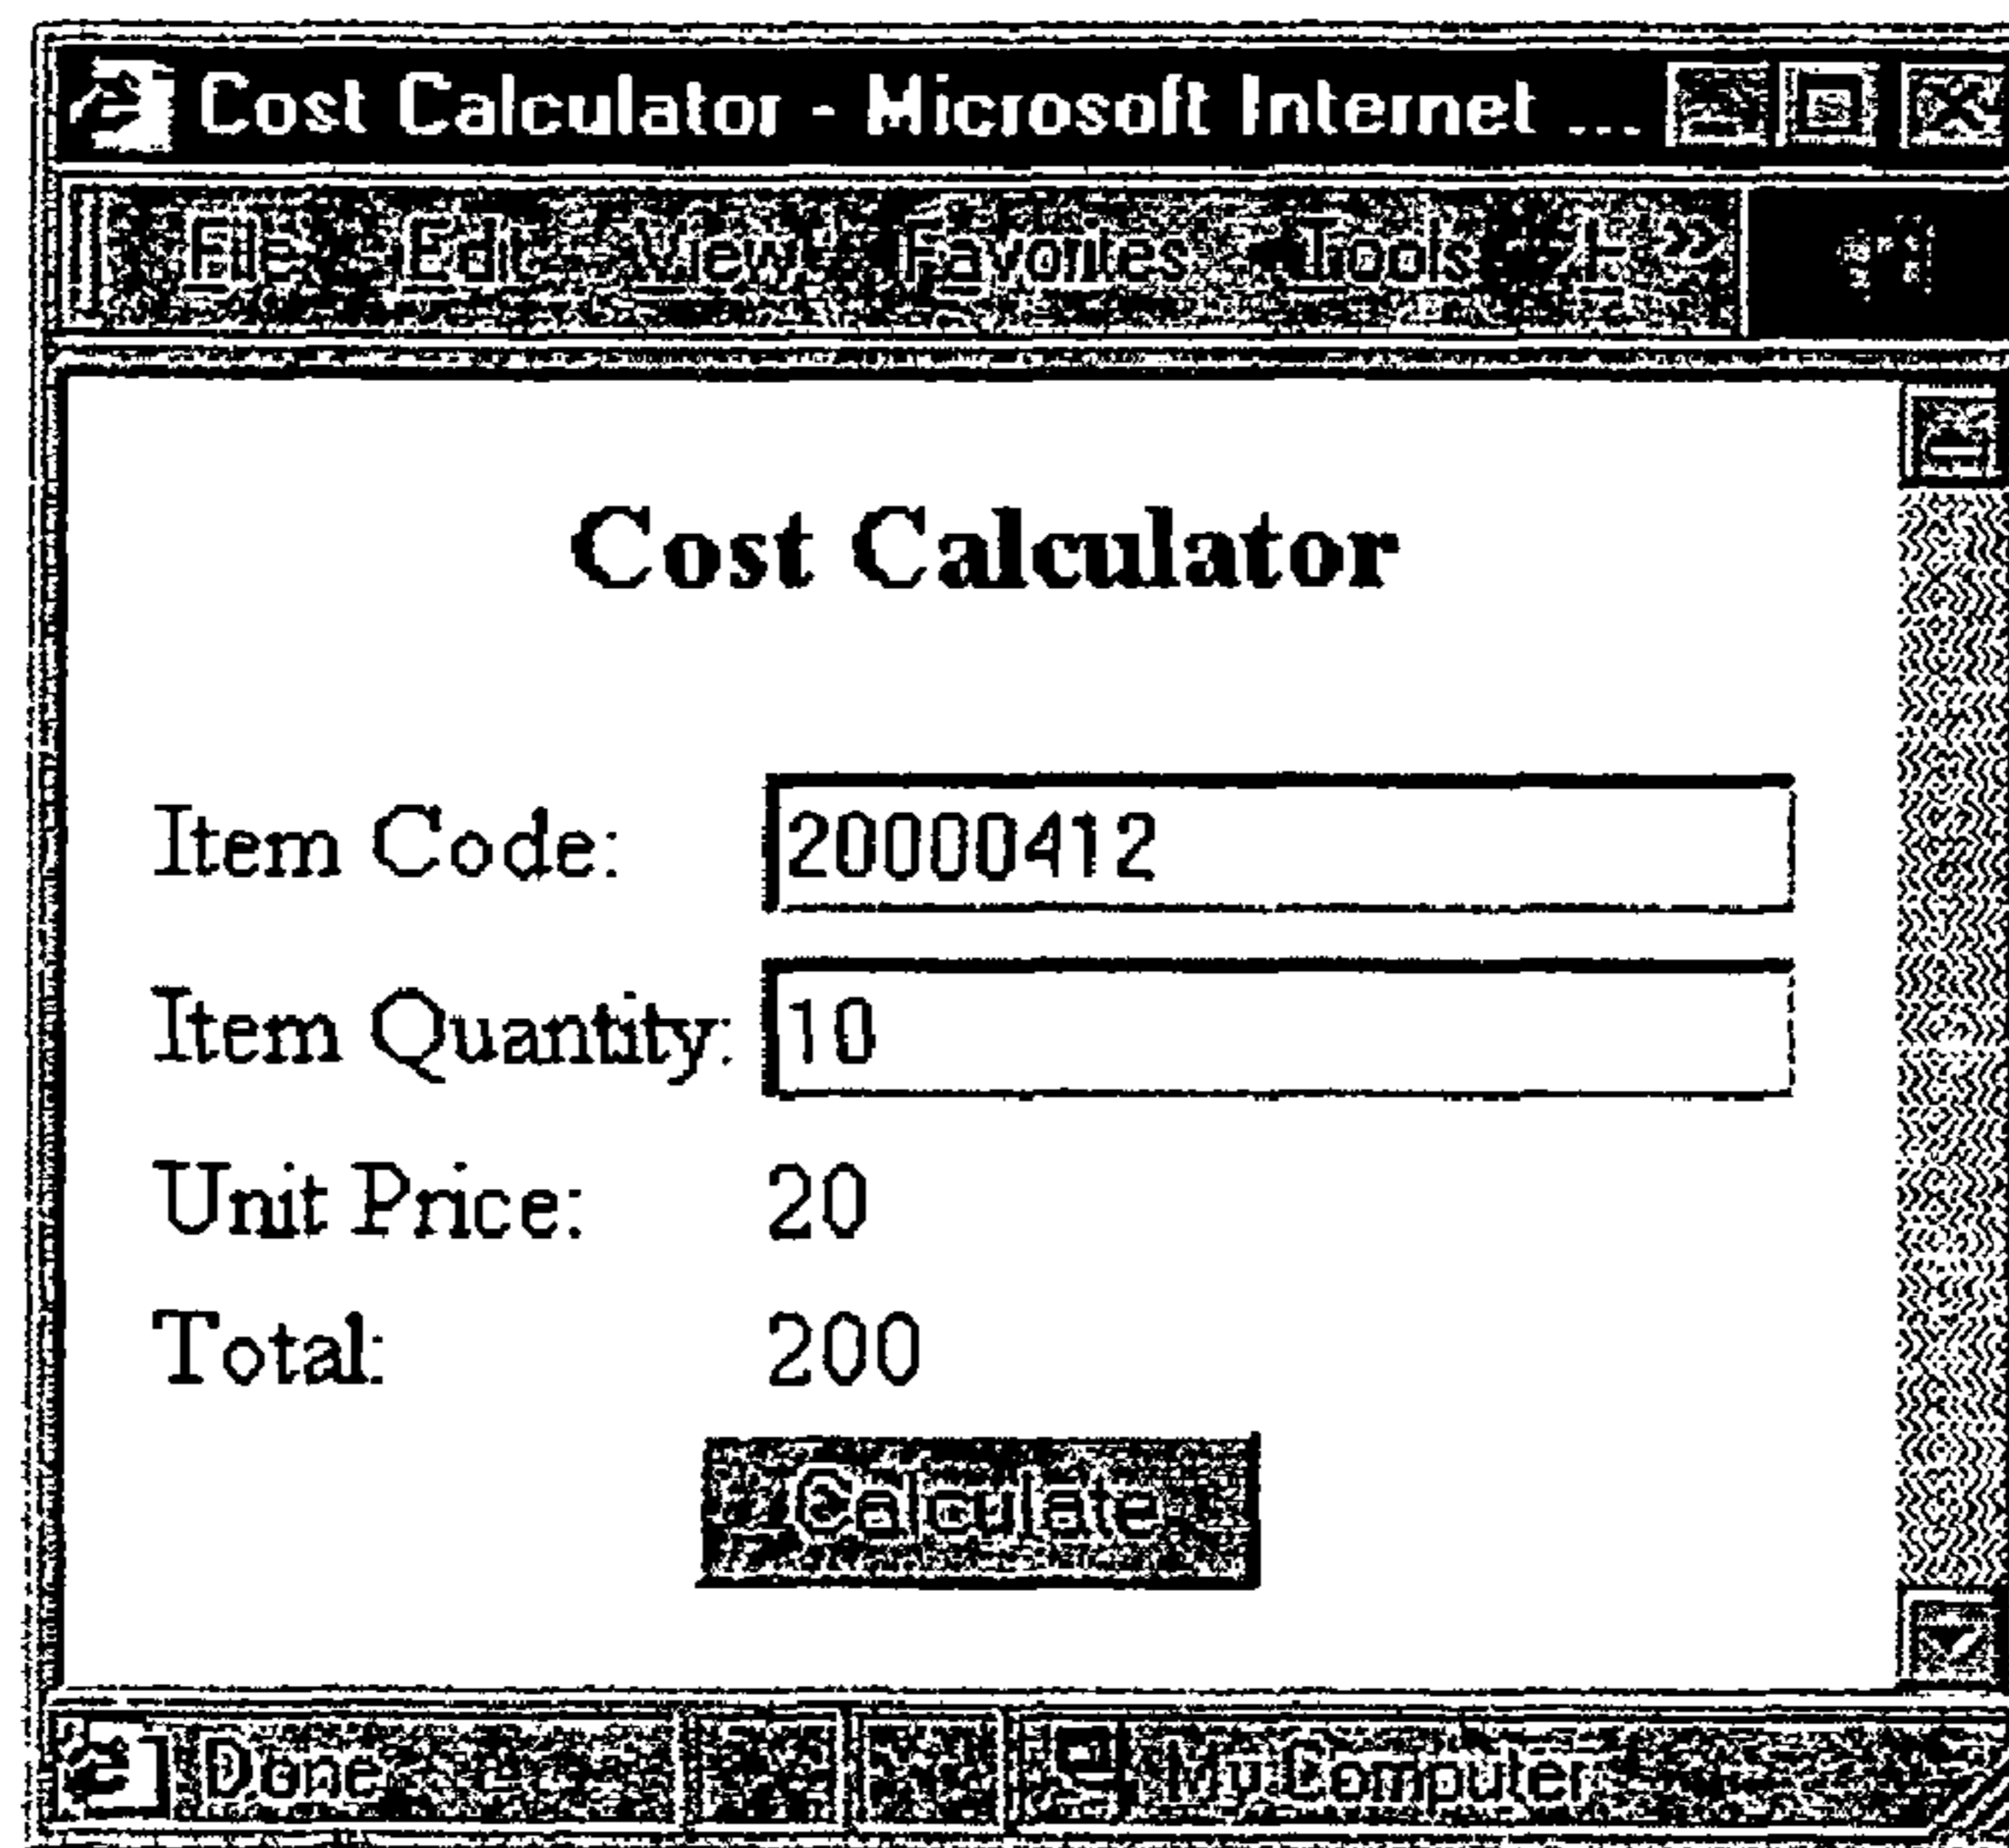 Cost Calculator - Microsoft Internet ...
File Edit View Favorites Tools H »
Cost Calculator
Item Code: 20000412
Item Quantity: 10
Unit Price: 20
Total: 200
Calculate
Done My Computer